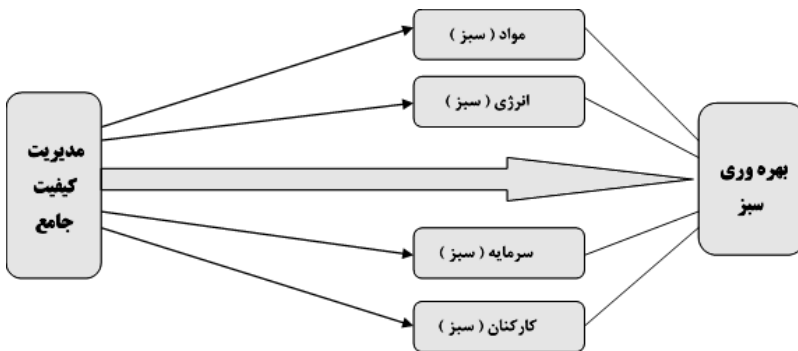 مواد ( سبز )
انرژی ( سبز )
مدیریت
کیفیت
جامع
بهره وری
سبز
سرمایه ( سبز )
کارکنان ( سبز )